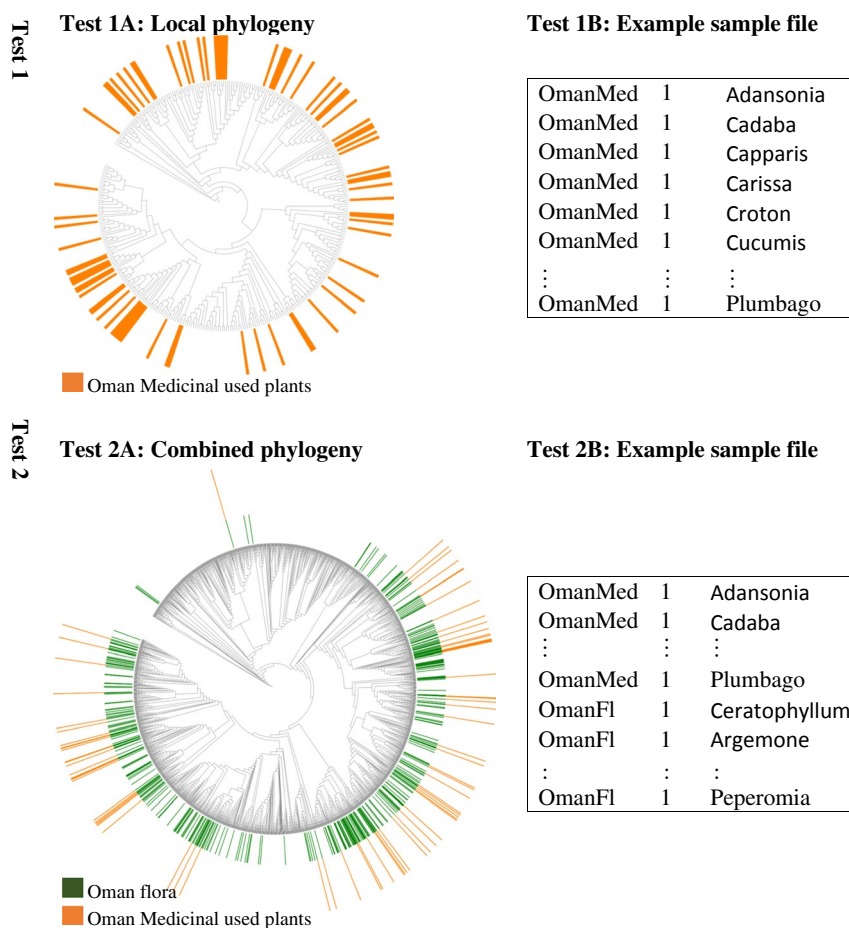 Test 1
Test 1A: Local phylogeny
Test 1B: Example sample file
OmanMed 1 Adansonia
OmanMed 1 Cadaba
OmanMed 1 Capparis
OmanMed 1 Carissa
OmanMed 1 Croton
OmanMed 1 Cucumis
⋮ ⋮ ⋮
OmanMed 1 Plumbago
Oman Medicinal used plants
Test 2
Test 2A: Combined phylogeny
Test 2B: Example sample file
OmanMed 1 Adansonia
OmanMed 1 Cadaba
⋮ ⋮ ⋮
OmanMed 1 Plumbago
OmanFl 1 Ceratophyllum
OmanFl 1 Argemone
: : :
OmanFl 1 Peperomia
Oman flora
Oman Medicinal used plants